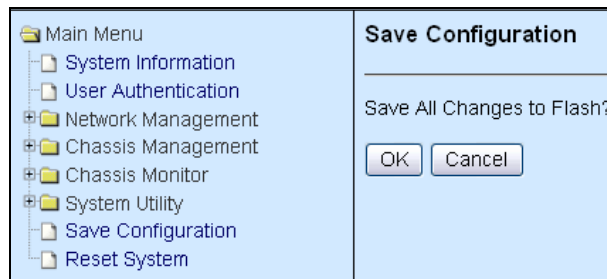 Main Menu
System Information
User Authentication
Network Management
Chassis Management
Chassis Monitor
System Utility
Save Configuration
Reset System
Save Configuration
Save All Changes to Flash?
OK Cancel